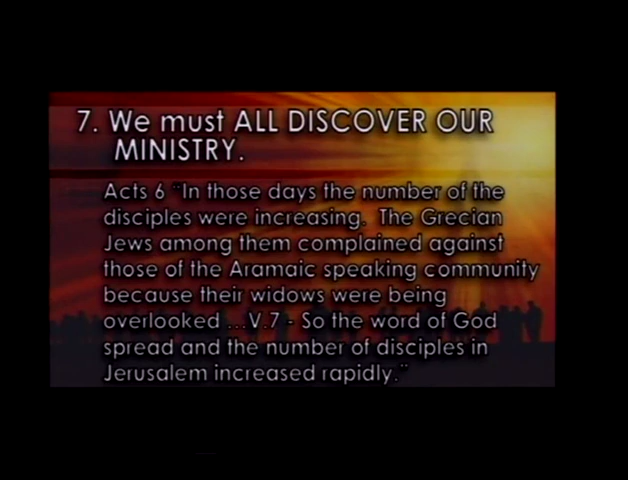 7. We must ALL DISCOVER OUR
MINISTRY.
Acts 6 "In those days the number of the
disciples were increasing. The Grecian
Jews among them complained against
those of the Aramaic speaking community
because their widows were being
overlooked ...V.7 - So the word of God
spread and the number of disciples in
Jerusalem increased rapidly."